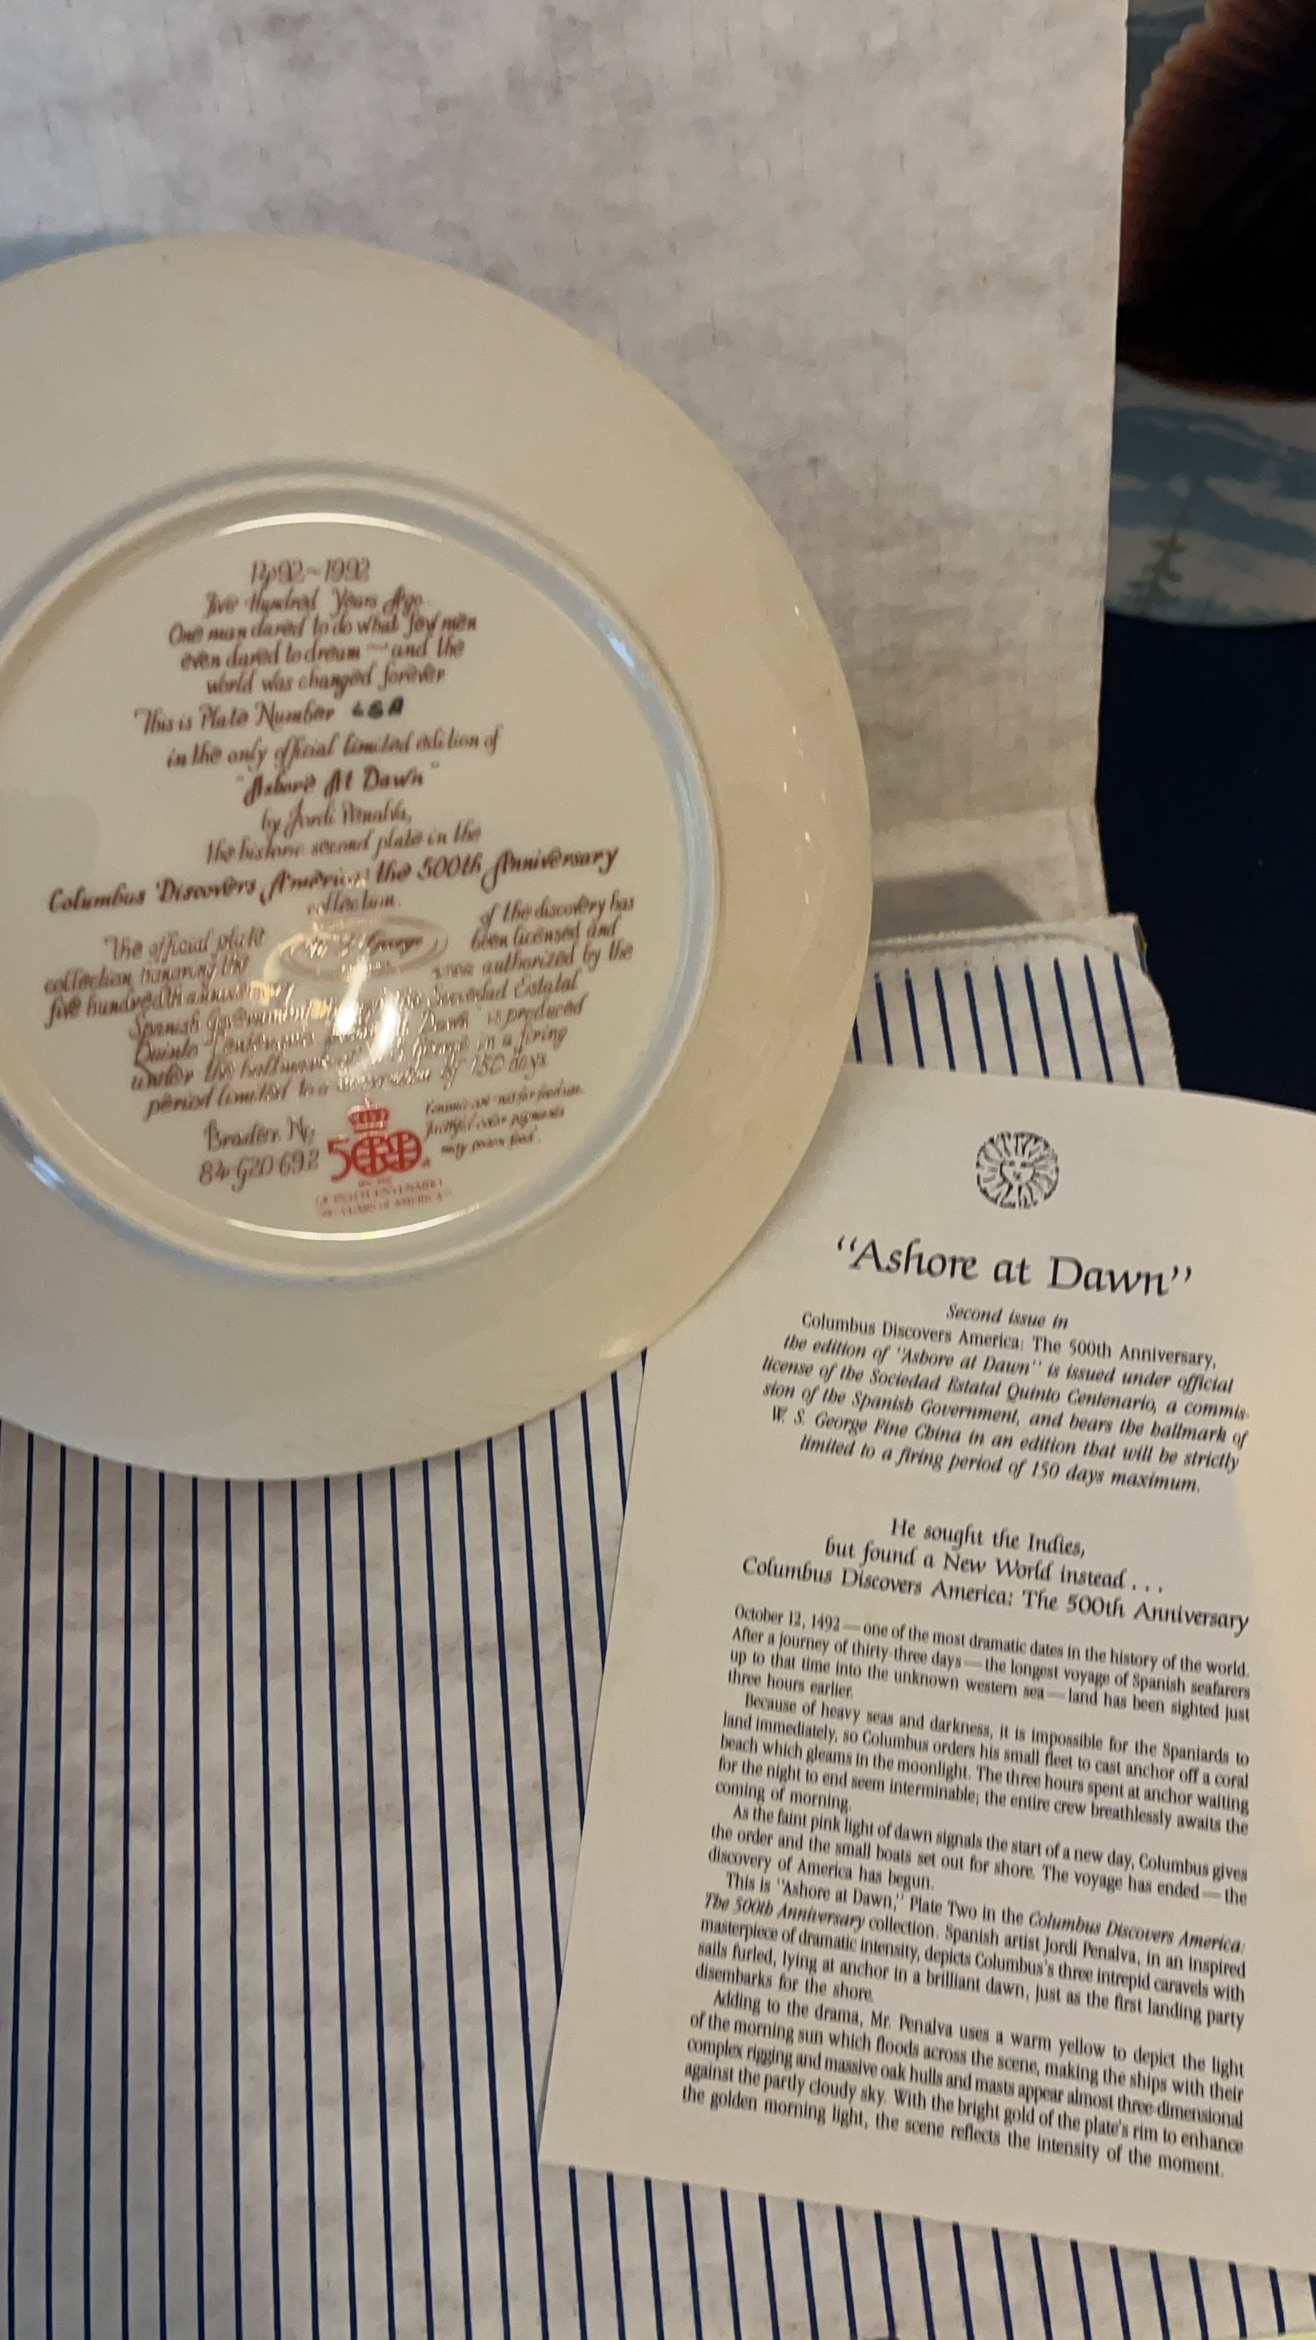 1492~1992
Five Hundred Years Ago
One man dared to do what few men
even dared to dream — and the
world was changed forever
This is Plate Number
in the only official limited edition of
"Ashore At Dawn"
by Jordi Penalva,
the historic second plate in the
Columbus Discovers America: the 500th Anniversary
collection.
The official plate
collection honoring the
five hundredth
of the discovery has
been licensed and
authorized by the
Spanish Sociedad Estatal
Quinto Dawn" is produced
under the in a firing
period limited to a of 150 days
W. S. George
Bradex Nº
84-G20-69.2
500
"Ashore at Dawn"
Second issue in
Columbus Discovers America: The 500th Anniversary,
the edition of "Ashore at Dawn" is issued under official
license of the Sociedad Estatal Quinto Centenario, a commis-
sion of the Spanish Government, and bears the hallmark of
W. S. George Fine China in an edition that will be strictly
limited to a firing period of 150 days maximum.
He sought the Indies,
but found a New World instead . . .
Columbus Discovers America: The 500th Anniversary
October 12, 1492 — one of the most dramatic dates in the history of the world.
After a journey of thirty-three days — the longest voyage of Spanish seafarers
up to that time into the unknown western sea — land has been sighted just
three hours earlier.
Because of heavy seas and darkness, it is impossible for the Spaniards to
land immediately, so Columbus orders his small fleet to cast anchor off a coral
beach which gleams in the moonlight. The three hours spent at anchor waiting
for the night to end seem interminable; the entire crew breathlessly awaits the
coming of morning.
As the faint pink light of dawn signals the start of a new day, Columbus gives
the order and the small boats set out for shore. The voyage has ended — the
discovery of America has begun.
This is "Ashore at Dawn," Plate Two in the Columbus Discovers America:
The 500th Anniversary collection. Spanish artist Jordi Penalva, in an inspired
masterpiece of dramatic intensity, depicts Columbus's three intrepid caravels with
sails furled, lying at anchor in a brilliant dawn, just as the first landing party
disembarks for the shore.
Adding to the drama, Mr. Penalva uses a warm yellow to depict the light
of the morning sun which floods across the scene, making the ships with their
complex rigging and massive oak hulls and masts appear almost three-dimensional
against the partly cloudy sky. With the bright gold of the plate's rim to enhance
the golden morning light, the scene reflects the intensity of the moment.